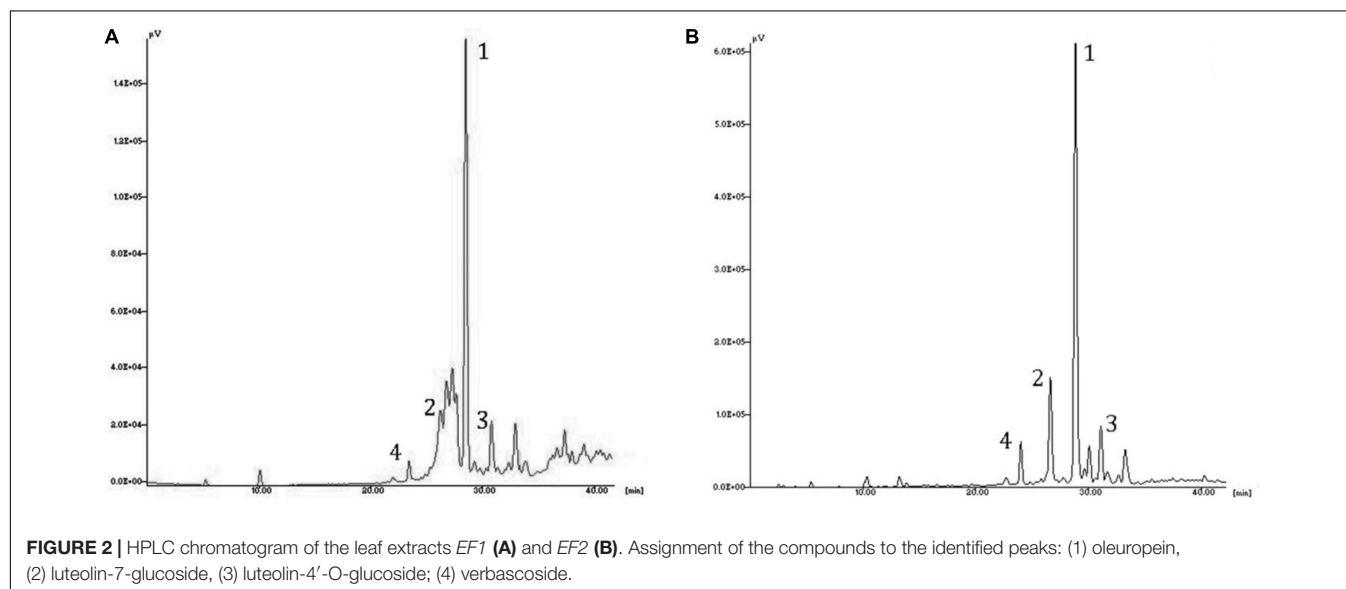 A
μV
1
1.4E+05
1.2E+05
1.0E+05
8.0E+04
6.0E+04
4.0E+04
2
2.0E+04
3
4
0.0E+00
10.00 20.00 30.00 40.00 [min]
B
μV
6.0E+05
1
5.0E+05
4.0E+05
3.0E+05
2.0E+05
2
1.0E+05
3
4
0.0E+00
10.00 20.00 30.00 40.00 [min]
FIGURE 2 | HPLC chromatogram of the leaf extracts EF1 (A) and EF2 (B). Assignment of the compounds to the identified peaks: (1) oleuropein,
(2) luteolin-7-glucoside, (3) luteolin-4′-O-glucoside; (4) verbascoside.